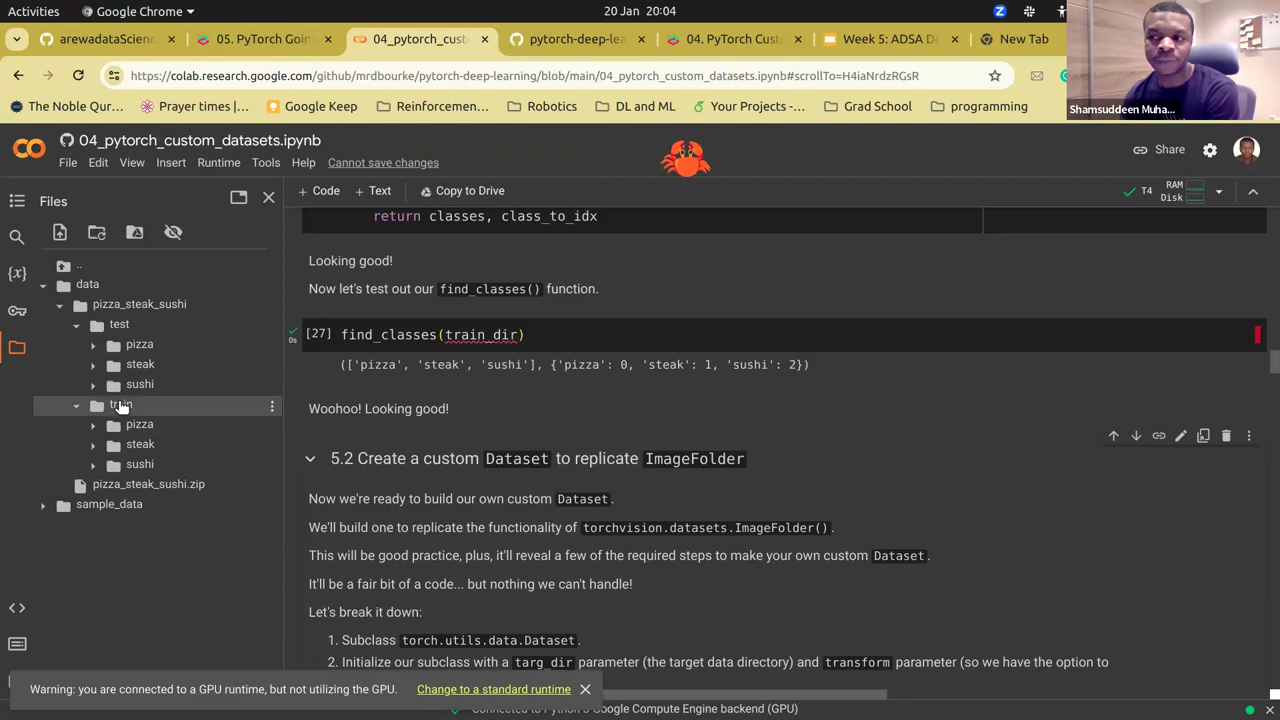 Activities
Google Chrome
20 Jan 20:04
arewadataScienc
05. PyTorch Goin
04_pytorch_cust
pytorch-deep-lea
04. PyTorch Cust
Week 5: ADSA De
New Tab
https://colab.research.google.com/github/mrdbourke/pytorch-deep-learning/blob/main/04_pytorch_custom_datasets.ipynb#scrollTo=H4iaNrdzRGsR
The Noble Qur...
Prayer times |...
Google Keep
Reinforcement...
Robotics
DL and ML
Your Projects -...
Grad School
programming
Shamsuddeen Muha...
04_pytorch_custom_datasets.ipynb
File Edit View Insert Runtime Tools Help Cannot save changes
Share
Files
+ Code + Text Copy to Drive
T4 RAM
Disk
..
data
pizza_steak_sushi
test
pizza
steak
sushi
train
pizza
steak
sushi
pizza_steak_sushi.zip
sample_data
return classes, class_to_idx
Looking good!
Now let's test out our find_classes() function.
[27] find_classes(train_dir)
0s
(['pizza', 'steak', 'sushi'], {'pizza': 0, 'steak': 1, 'sushi': 2})
Woohoo! Looking good!
5.2 Create a custom Dataset to replicate ImageFolder
Now we're ready to build our own custom Dataset.
We'll build one to replicate the functionality of torchvision.datasets.ImageFolder().
This will be good practice, plus, it'll reveal a few of the required steps to make your own custom Dataset.
It'll be a fair bit of a code... but nothing we can't handle!
Let's break it down:
1. Subclass torch.utils.data.Dataset.
2. Initialize our subclass with a targ_dir parameter (the target data directory) and transform parameter (so we have the option to
Warning: you are connected to a GPU runtime, but not utilizing the GPU. Change to a standard runtime
Connected to Python 3 Google Compute Engine backend (GPU)